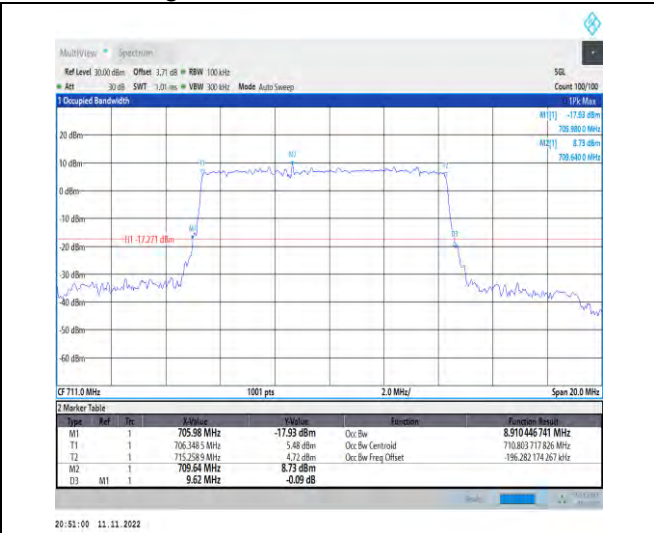 MultiView Spectrum
Ref Level 30.00 dBm Offset 3.71 dB RBW 100 kHz SGL
Att 30 dB SWT 1.01 ms VBW 300 kHz Mode Auto Sweep Count 100/100
1 Occupied Bandwidth 1Pk Max
M1[1] -17.93 dBm
705.980 0 MHz
M2[1] 8.73 dBm
709.640 0 MHz
20 dBm
10 dBm
0 dBm
-10 dBm
-20 dBm
-30 dBm
-40 dBm
-50 dBm
-60 dBm
T1
M2
T2
M1
D3
H1 -17.271 dBm
CF 711.0 MHz 1001 pts 2.0 MHz/ Span 20.0 MHz
2 Marker Table
Type Ref Trc X-Value Y-Value Function Function Result
M1 1 705.98 MHz -17.93 dBm Occ Bw 8.910 446 741 MHz
T1 1 706.348 5 MHz 5.48 dBm Occ Bw Centroid 710.803 717 826 MHz
T2 1 715.258 9 MHz 4.72 dBm Occ Bw Freq Offset -196.282 174 267 kHz
M2 1 709.64 MHz 8.73 dBm
D3 M1 1 9.62 MHz -0.09 dB
20:51:00 11.11.2022